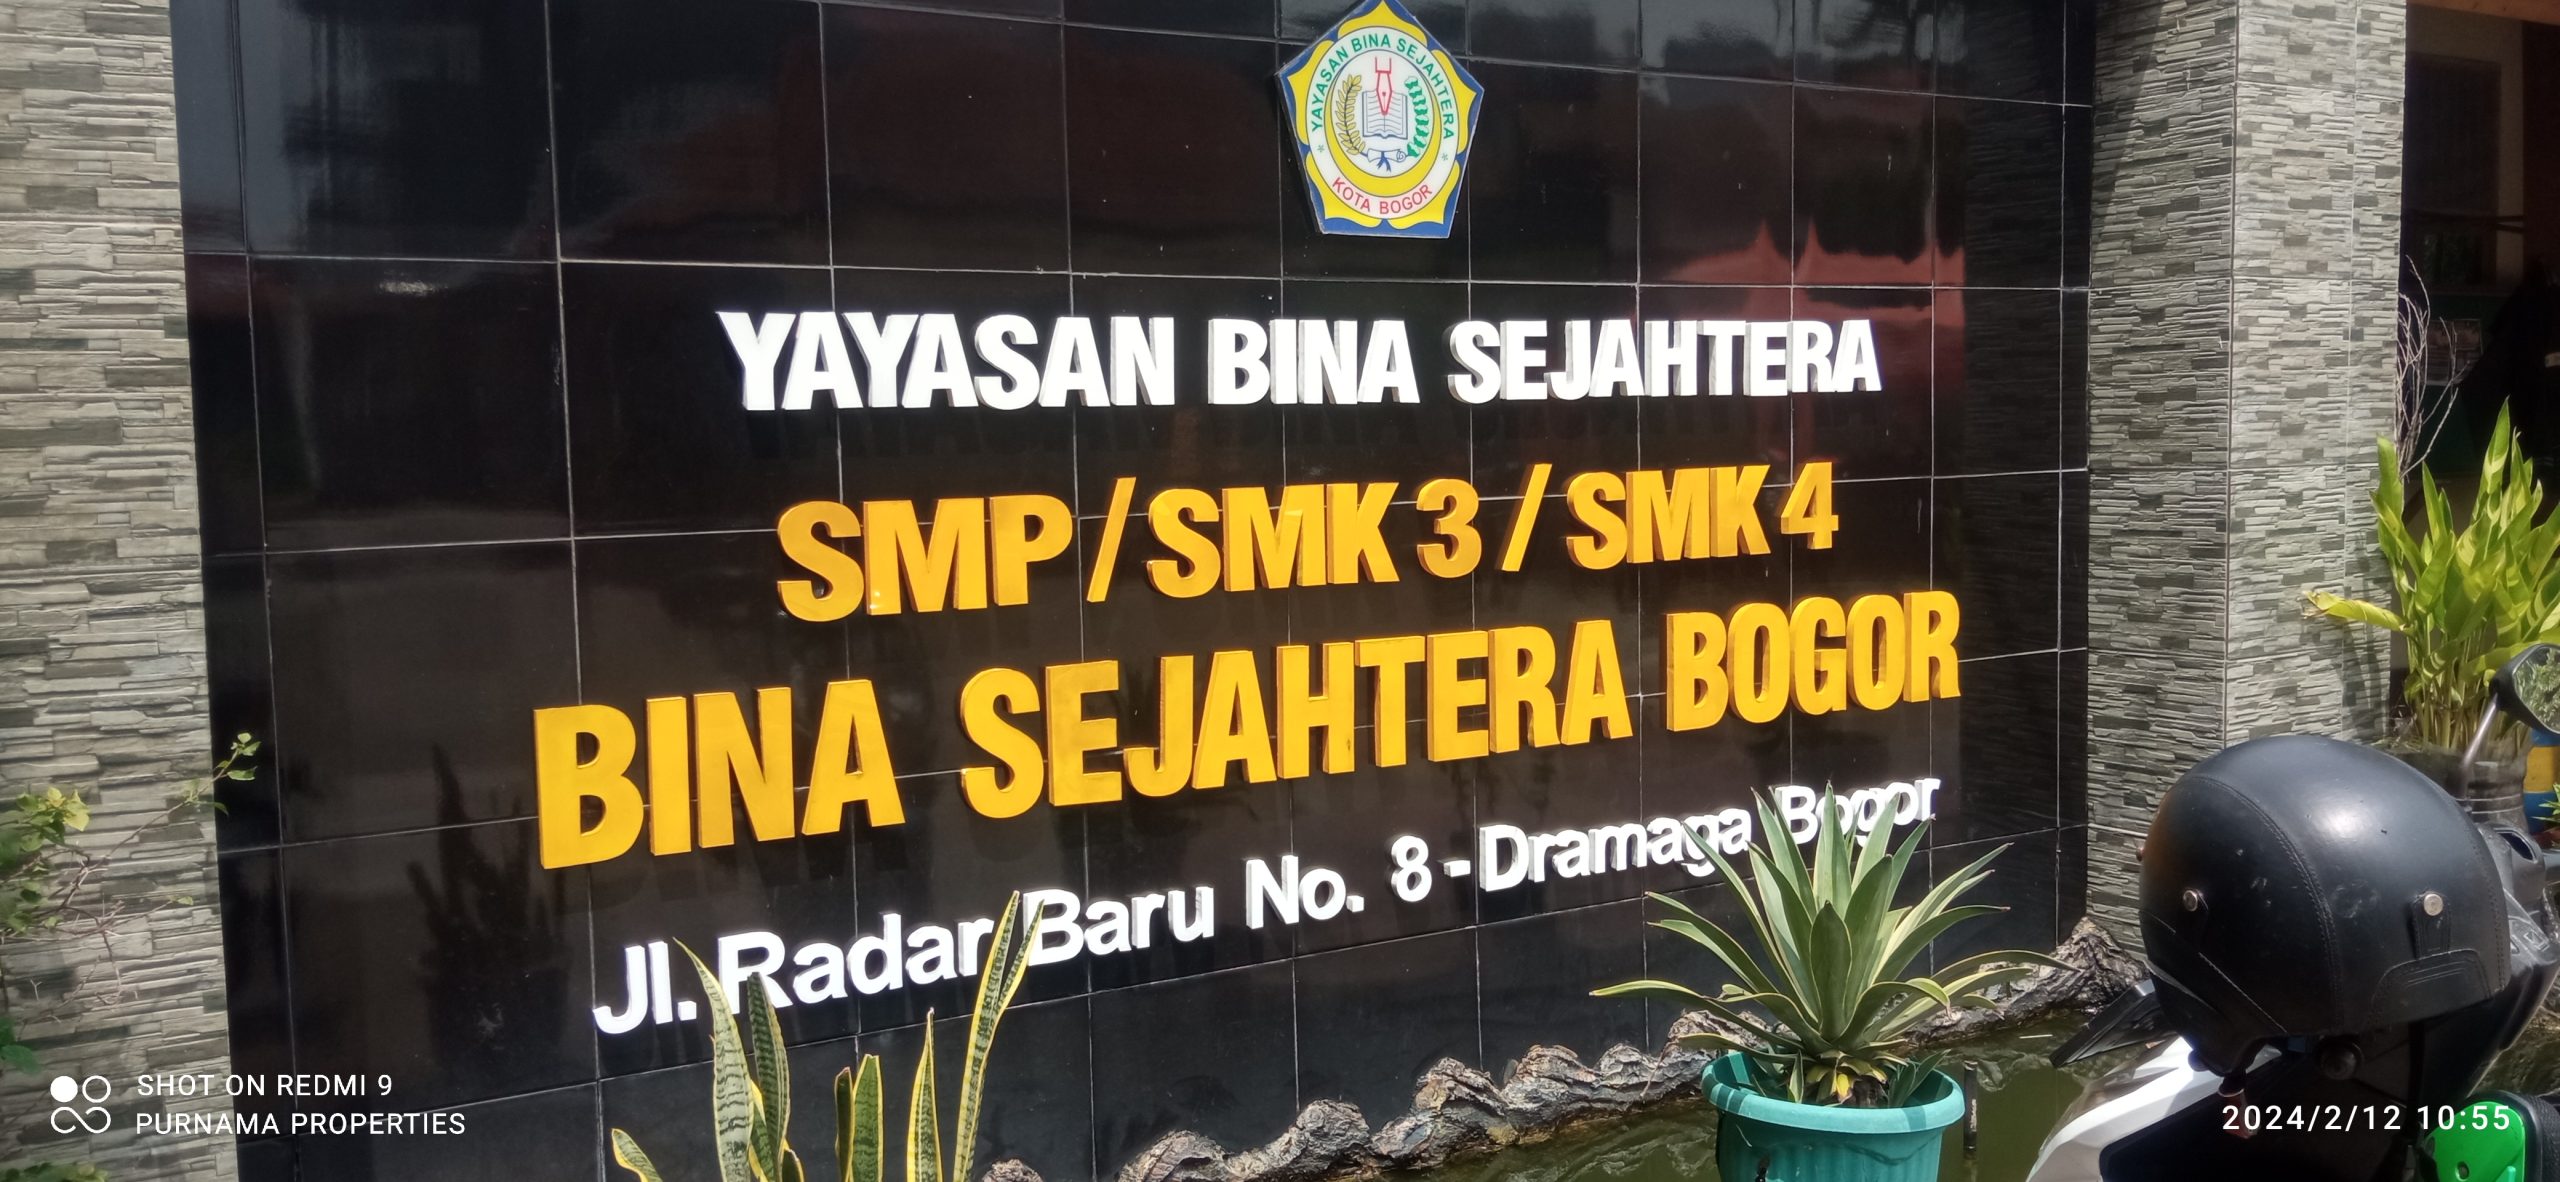 YAYASAN BINA SEJAHTERA
KOTA BOGOR
YAYASAN BINA SEJAHTERA
SMP / SMK 3 / SMK 4
BINA SEJAHTERA BOGOR
Jl. Radar Baru No. 8 - Dramaga Bogor
SHOT ON REDMI 9
PURNAMA PROPERTIES
2024/2/12 10:55